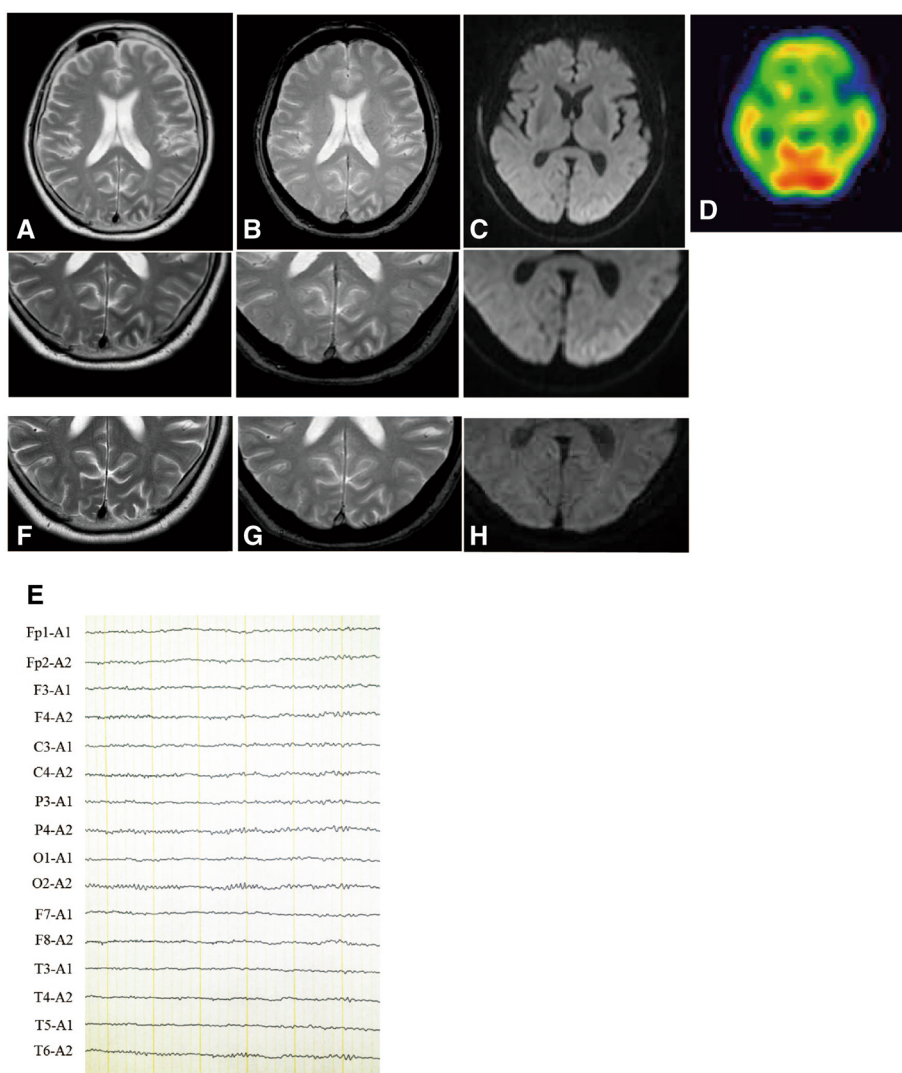 A
B
C
D
F
G
H
E
Fp1-A1
Fp2-A2
F3-A1
F4-A2
C3-A1
C4-A2
P3-A1
P4-A2
O1-A1
O2-A2
F7-A1
F8-A2
T3-A1
T4-A2
T5-A1
T6-A2